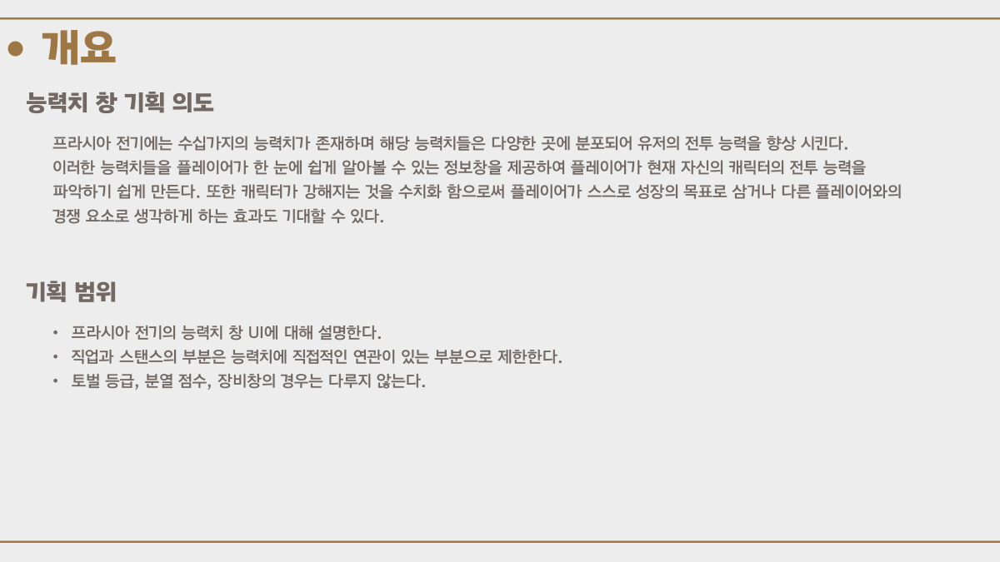 • 개요
능력치 창 기획 의도
프라시아 전기에는 수십가지의 능력치가 존재하며 해당 능력치들은 다양한 곳에 분포되어 유저의 전투 능력을 향상 시킨다.
이러한 능력치들을 플레이어가 한 눈에 쉽게 알아볼 수 있는 정보창을 제공하여 플레이어가 현재 자신의 캐릭터의 전투 능력을
파악하기 쉽게 만든다. 또한 캐릭터가 강해지는 것을 수치화 함으로써 플레이어가 스스로 성장의 목표로 삼거나 다른 플레이어와의
경쟁 요소로 생각하게 하는 효과도 기대할 수 있다.
기획 범위
• 프라시아 전기의 능력치 창 UI에 대해 설명한다.
• 직업과 스탠스의 부분은 능력치에 직접적인 연관이 있는 부분으로 제한한다.
• 토벌 등급, 분열 점수, 장비창의 경우는 다루지 않는다.